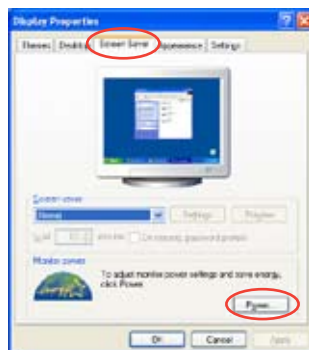 Display Properties
Themes Desktop Screen Saver Appearance Settings
Screen saver
(None)
Settings Preview
Wait minutes On resume, password protect
Monitor power
To adjust monitor power settings and save energy,
click Power.
Power...
OK Cancel Apply